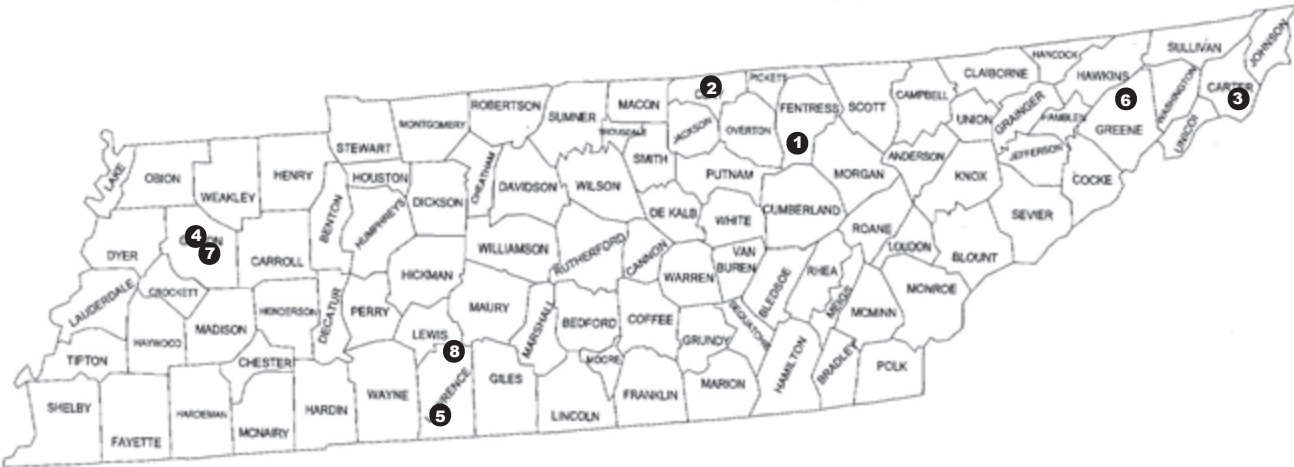 JOHNSON
SULLIVAN
HANCOCK
CLAIBORNE
HAWKINS
PICKETT
2
CARTER
3
6
CAMPBELL
WASHINGTON
ROBERTSON
MACON
FENTRESS
SCOTT
GRAINGER
UNION
HAMBLEN
GREENE
SUMNER
MONTGOMERY
TROUSDALE
JACKSON
OVERTON
1
UNICOI
STEWART
JEFFERSON
SMITH
ANDERSON
LAKE
OBION
HENRY
HOUSTON
CHEATHAM
DAVIDSON
WILSON
PUTNAM
MORGAN
KNOX
COCKE
WEAKLEY
DICKSON
DE KALB
WHITE
CUMBERLAND
SEVIER
BENTON
HUMPHREYS
ROANE
4
7
DYER
CARROLL
WILLIAMSON
RUTHERFORD
CANNON
VAN
BUREN
LOUDON
BLOUNT
HICKMAN
WARREN
BLEDSOE
RHEA
LAUDERDALE
CROCKETT
MEIGS
MONROE
HENDERSON
DECATUR
PERRY
MAURY
MARSHALL
BEDFORD
COFFEE
SEQUATCHIE
MCMINN
MADISON
HAYWOOD
LEWIS
GRUNDY
8
TIPTON
CHESTER
MOORE
HAMILTON
BRADLEY
POLK
GILES
MARION
WAYNE
FRANKLIN
SHELBY
HARDIN
5
LINCOLN
HARDEMAN
FAYETTE
MCNAIRY